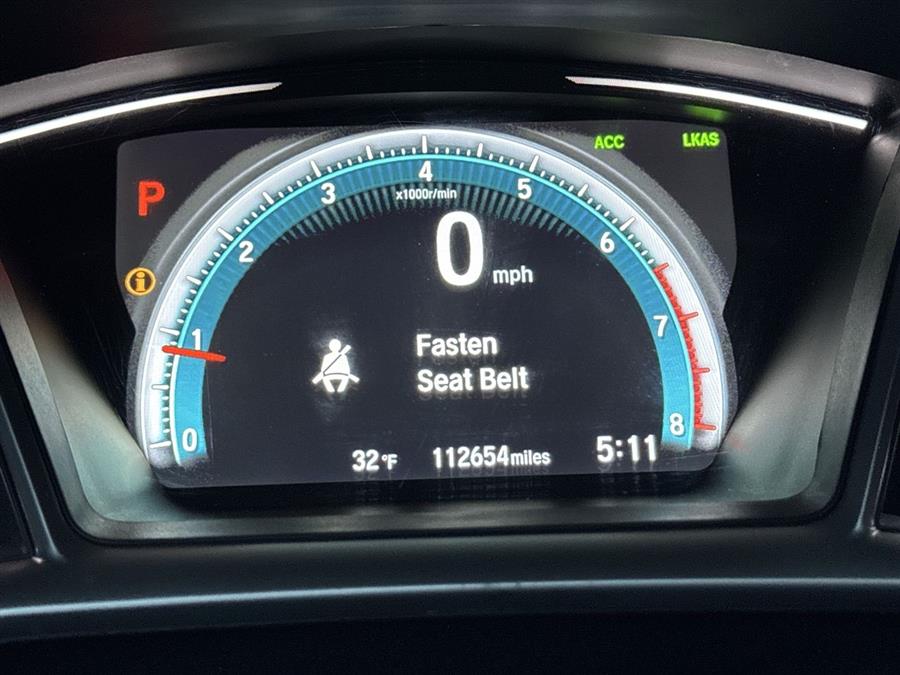 ACC LKAS
P
4
3 5
x1000r/min
2 6
0 mph
i
1 7
Fasten
Seat Belt
0 8
32°F 112654miles 5:11